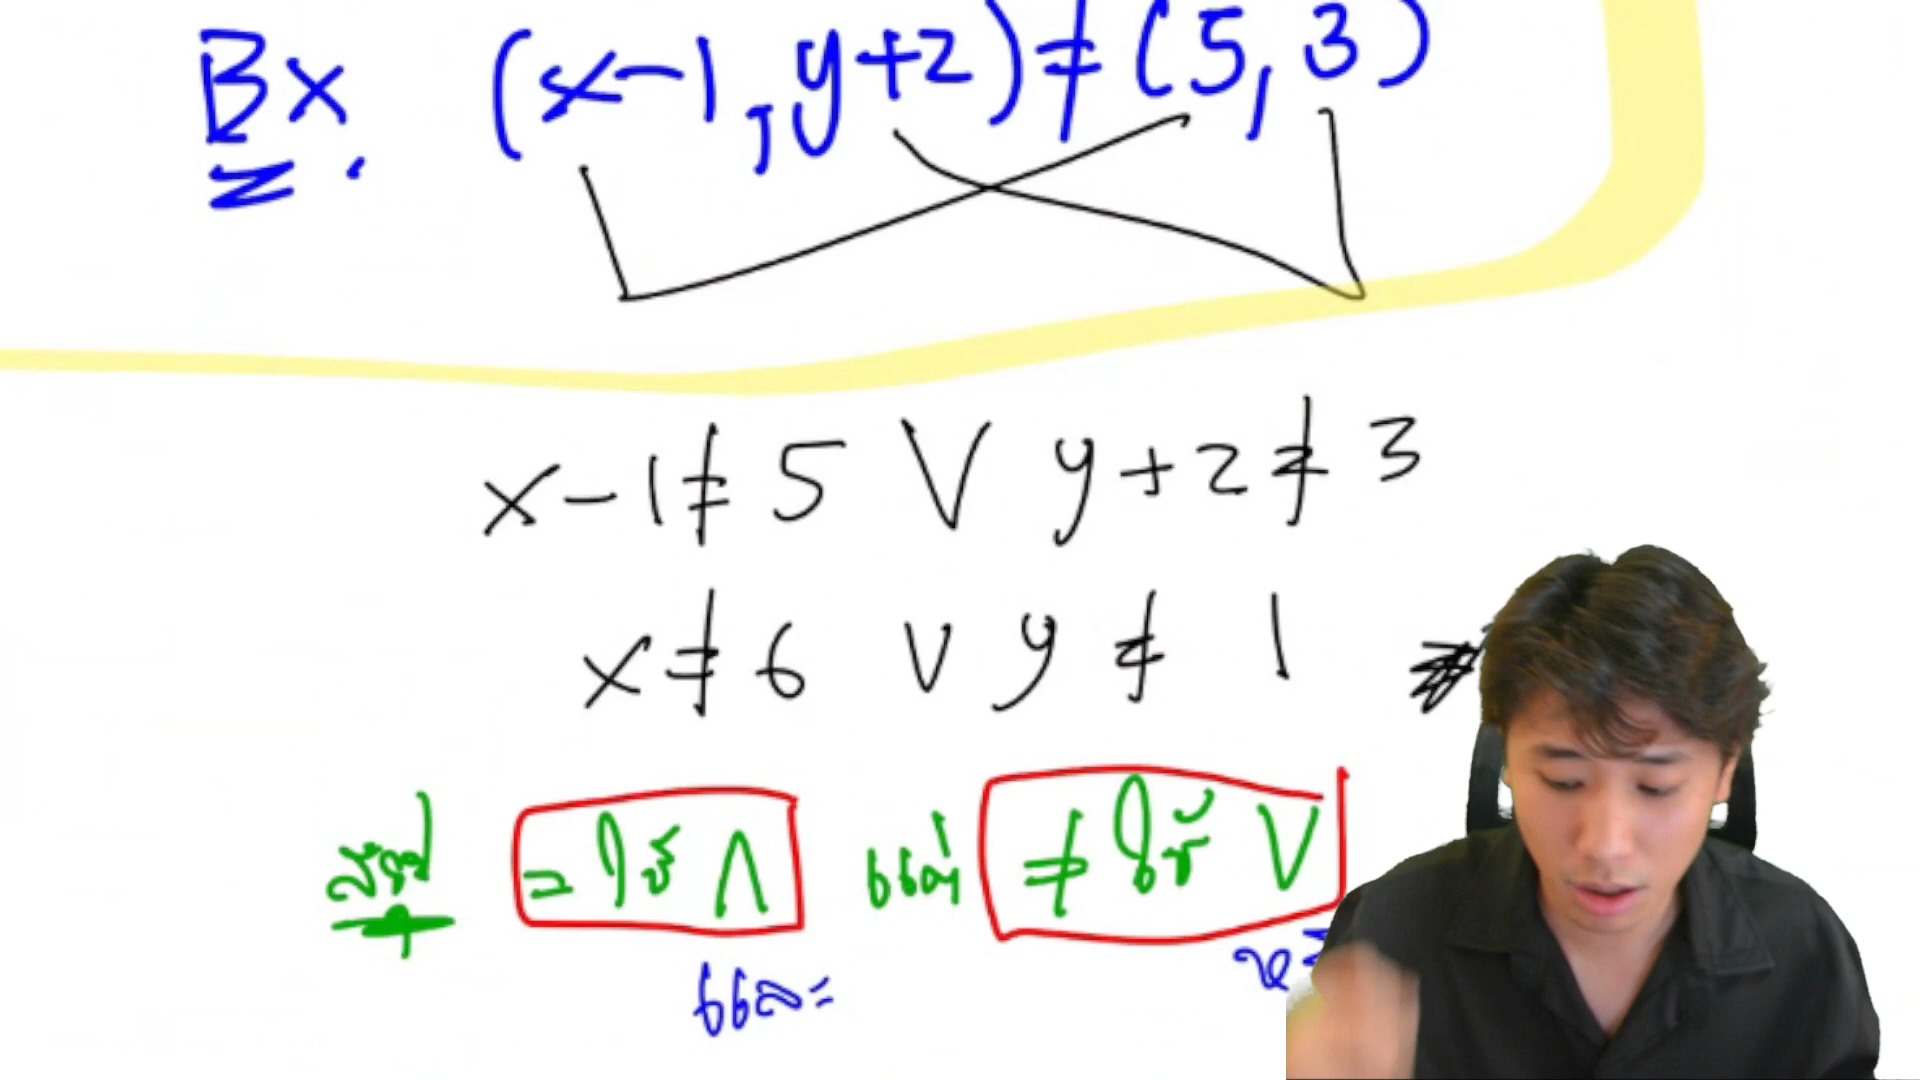 Ex. (x-1, y+2) ≠ (5, 3)
x-1 ≠ 5 V y+2 ≠ 3
x ≠ 6 V y ≠ 1
สรุป = ใช้ Λ แต่ ≠ ใช้ V
และ